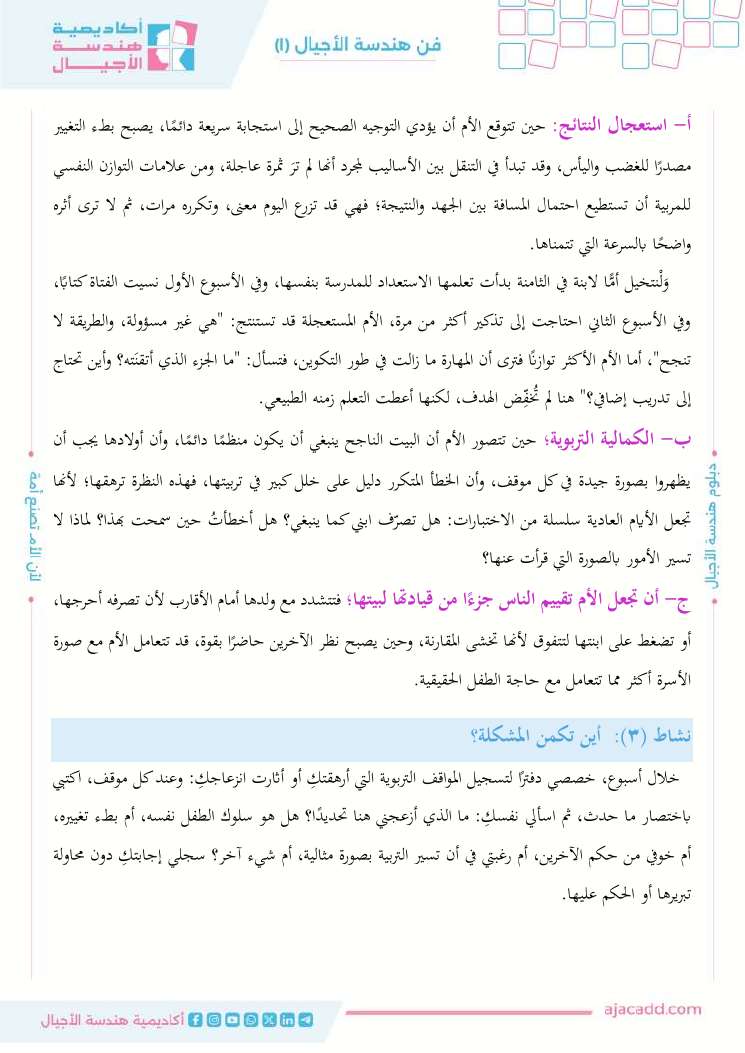 أكاديمية
هندسة
الأجيال
فن هندسة الأجيال (١)
أ- استعجال النتائج: حين تتوقع الأم أن يؤدي التوجيه الصحيح إلى استجابة سريعة دائمًا، يصبح بطء التغيير
مصدرًا للغضب واليأس، وقد تبدأ في التنقل بين الأساليب لمجرد أنها لم ترَ ثمرة عاجلة، ومن علامات التوازن النفسي
للمربية أن تستطيع احتمال المسافة بين الجهد والنتيجة؛ فهي قد تزرع اليوم معنى، وتكرره مرات، ثم لا ترى أثره
واضحًا بالسرعة التي تتمناها.
وَلْنتخيل أمًّا لابنة في الثامنة بدأت تعلمها الاستعداد للمدرسة بنفسها، وفي الأسبوع الأول نسيت الفتاة كتابًا،
وفي الأسبوع الثاني احتاجت إلى تذكير أكثر من مرة، الأم المستعجلة قد تستنتج: "هي غير مسؤولة، والطريقة لا
تنجح"، أما الأم الأكثر توازنًا فترى أن المهارة ما زالت في طور التكوين، فتسأل: "ما الجزء الذي أتقنَته؟ وأين تحتاج
إلى تدريب إضافي؟" هنا لم تُخفِّض الهدف، لكنها أعطت التعلم زمنه الطبيعي.
ب- الكمالية التربوية؛ حين تتصور الأم أن البيت الناجح ينبغي أن يكون منظمًا دائمًا، وأن أولادها يجب أن
يظهروا بصورة جيدة في كل موقف، وأن الخطأ المتكرر دليل على خلل كبير في تربيتها، فهذه النظرة ترهقها؛ لأنها
تجعل الأيام العادية سلسلة من الاختبارات: هل تصرّف ابني كما ينبغي؟ هل أخطأتُ حين سمحت بهذا؟ لماذا لا
تسير الأمور بالصورة التي قرأت عنها؟
ج- أن تجعل الأم تقييم الناس جزءًا من قيادتها لبيتها؛ فتتشدد مع ولدها أمام الأقارب لأن تصرفه أحرجها،
أو تضغط على ابنتها لتتفوق لأنها تخشى المقارنة، وحين يصبح نظر الآخرين حاضرًا بقوة، قد تتعامل الأم مع صورة
الأسرة أكثر مما تتعامل مع حاجة الطفل الحقيقية.
نشاط (٣): أين تكمن المشكلة؟
خلال أسبوع، خصصي دفترًا لتسجيل المواقف التربوية التي أرهقتكِ أو أثارت انزعاجكِ: وعند كل موقف، اكتبي
باختصار ما حدث، ثم اسألي نفسكِ: ما الذي أزعجني هنا تحديدًا؟ هل هو سلوك الطفل نفسه، أم بطء تغييره،
أم خوفي من حكم الآخرين، أم رغبتي في أن تسير التربية بصورة مثالية، أم شيء آخر؟ سجلي إجابتكِ دون محاولة
تبريرها أو الحكم عليها.
دبلوم هندسة الأجيال
لأن الأم تصنع أمة
ajacadd.com
أكاديمية هندسة الأجيال